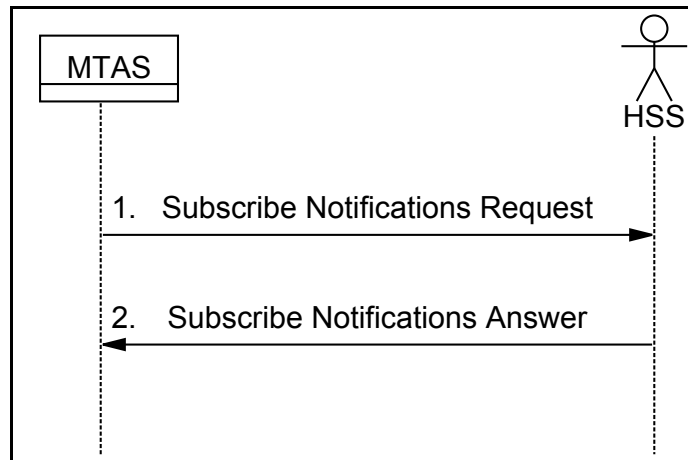 MTAS
HSS
1. Subscribe Notifications Request
2. Subscribe Notifications Answer